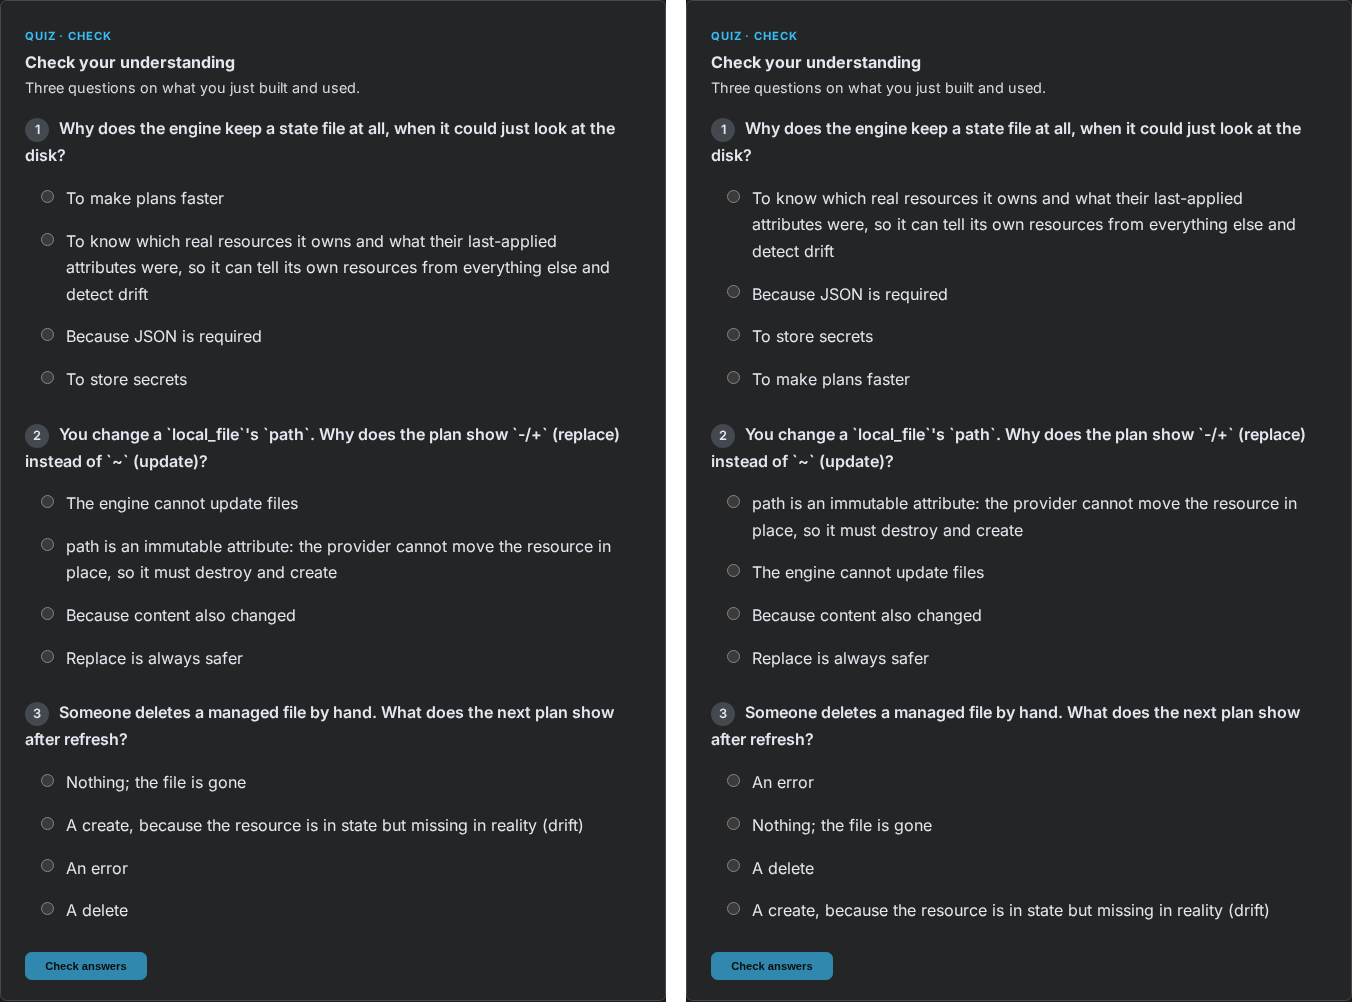 QUIZ · CHECK
Check your understanding
Three questions on what you just built and used.
1 Why does the engine keep a state file at all, when it could just look at the
disk?
To make plans faster
To know which real resources it owns and what their last-applied
attributes were, so it can tell its own resources from everything else and
detect drift
Because JSON is required
To store secrets
2 You change a `local_file`'s `path`. Why does the plan show `-/+` (replace)
instead of `~` (update)?
The engine cannot update files
path is an immutable attribute: the provider cannot move the resource in
place, so it must destroy and create
Because content also changed
Replace is always safer
3 Someone deletes a managed file by hand. What does the next plan show
after refresh?
Nothing; the file is gone
A create, because the resource is in state but missing in reality (drift)
An error
A delete
Check answers
QUIZ · CHECK
Check your understanding
Three questions on what you just built and used.
1 Why does the engine keep a state file at all, when it could just look at the
disk?
To know which real resources it owns and what their last-applied
attributes were, so it can tell its own resources from everything else and
detect drift
Because JSON is required
To store secrets
To make plans faster
2 You change a `local_file`'s `path`. Why does the plan show `-/+` (replace)
instead of `~` (update)?
path is an immutable attribute: the provider cannot move the resource in
place, so it must destroy and create
The engine cannot update files
Because content also changed
Replace is always safer
3 Someone deletes a managed file by hand. What does the next plan show
after refresh?
An error
Nothing; the file is gone
A delete
A create, because the resource is in state but missing in reality (drift)
Check answers